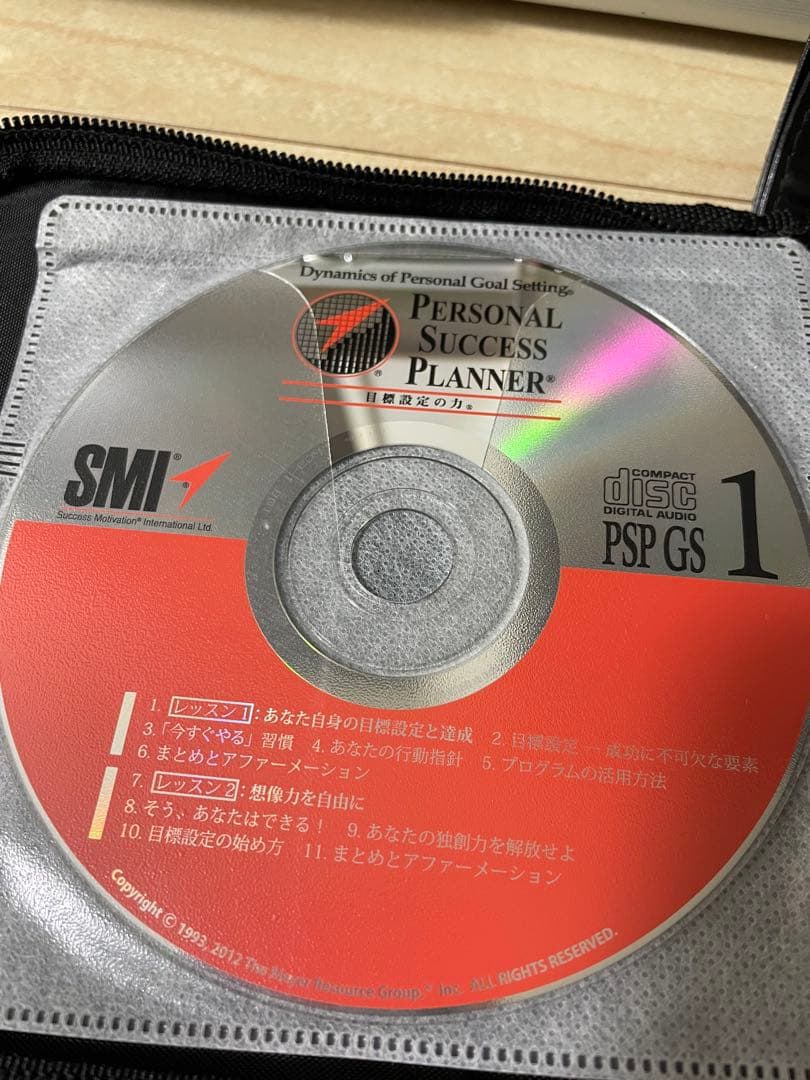 Dynamics of Personal Goal Setting®
PERSONAL
SUCCESS
PLANNER®
®
目標設定の力®
SMI®
Success Motivation® International Ltd.
COMPACT
disc
DIGITAL AUDIO
PSP GS 1
1. レッスン1:あなた自身の目標設定と達成 2. 目標設定 ― 成功に不可欠な要素
3.「今すぐやる」習慣 4. あなたの行動指針 5. プログラムの活用方法
6. まとめとアファーメーション
7. レッスン2:想像力を自由に
8. そう、あなたはできる! 9. あなたの独創力を解放せよ
10. 目標設定の始め方 11. まとめとアファーメーション
Copyright © 1993, 2012 The Meyer Resource Group,® Inc. ALL RIGHTS RESERVED.